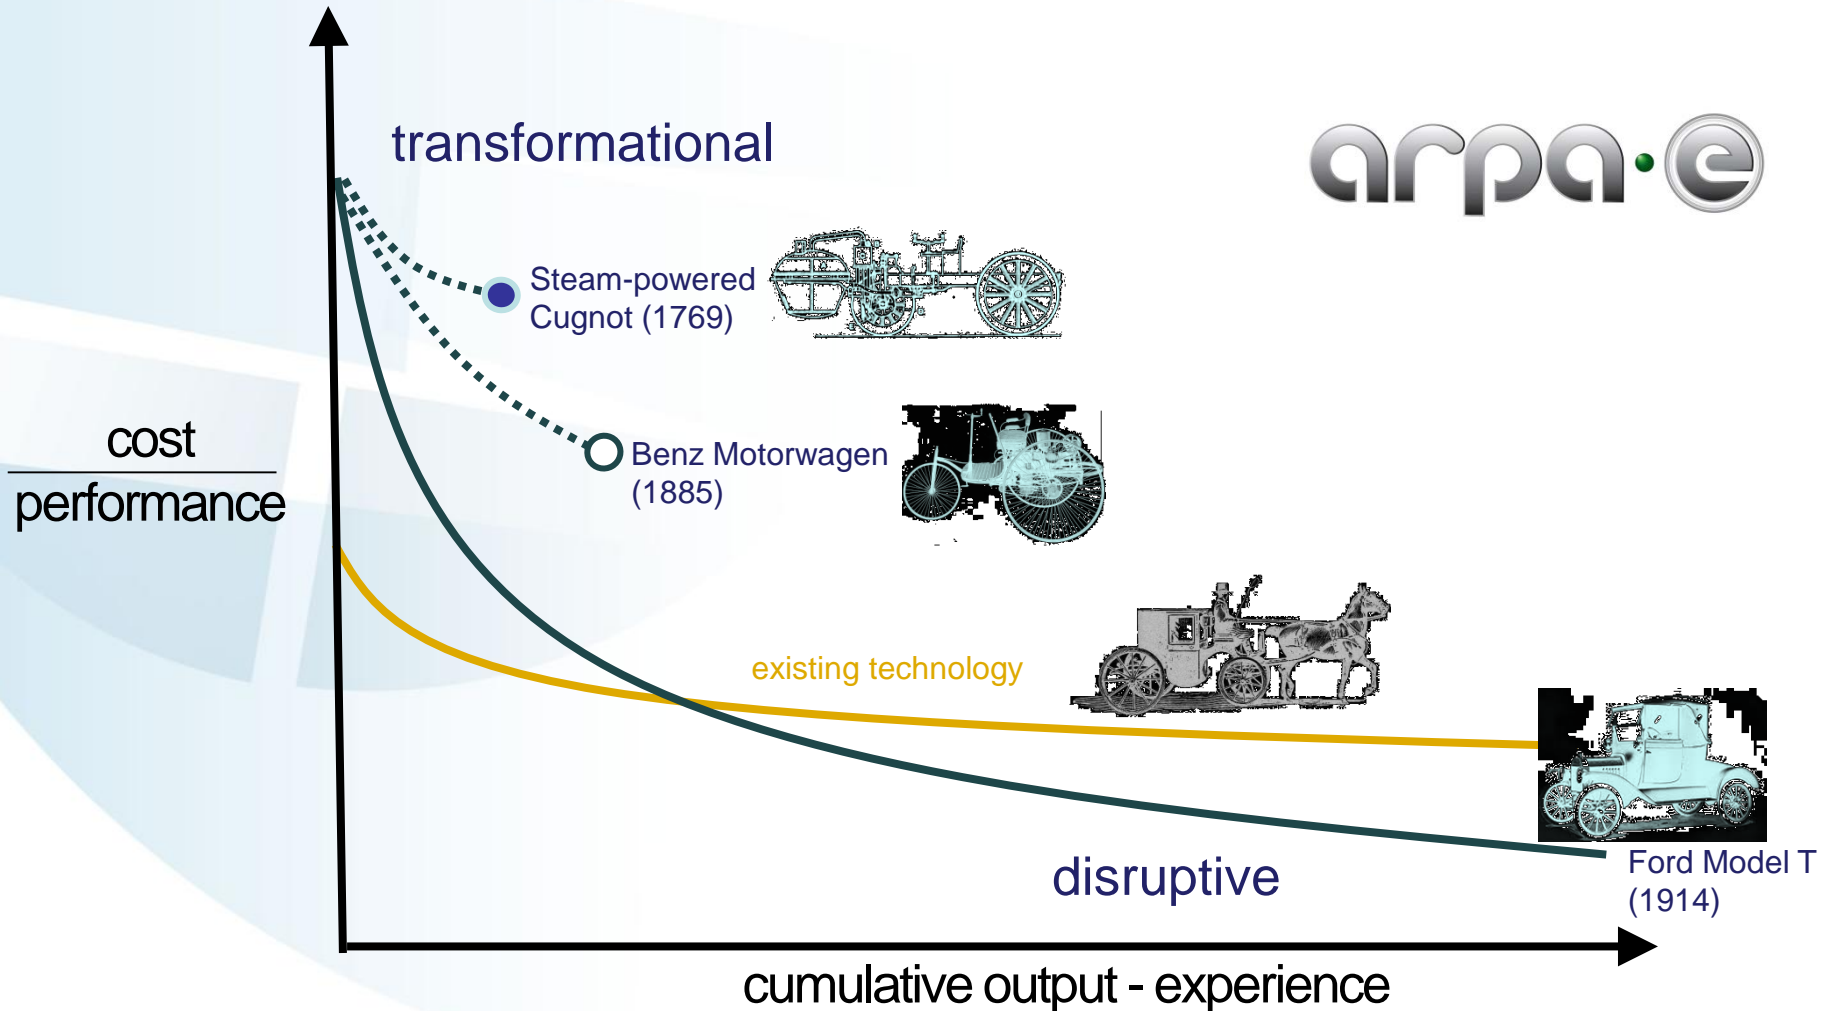 transformational
arpa·e
Steam-powered
Cugnot (1769)
cost
performance
Benz Motorwagen
(1885)
existing technology
disruptive
Ford Model T
(1914)
cumulative output - experience